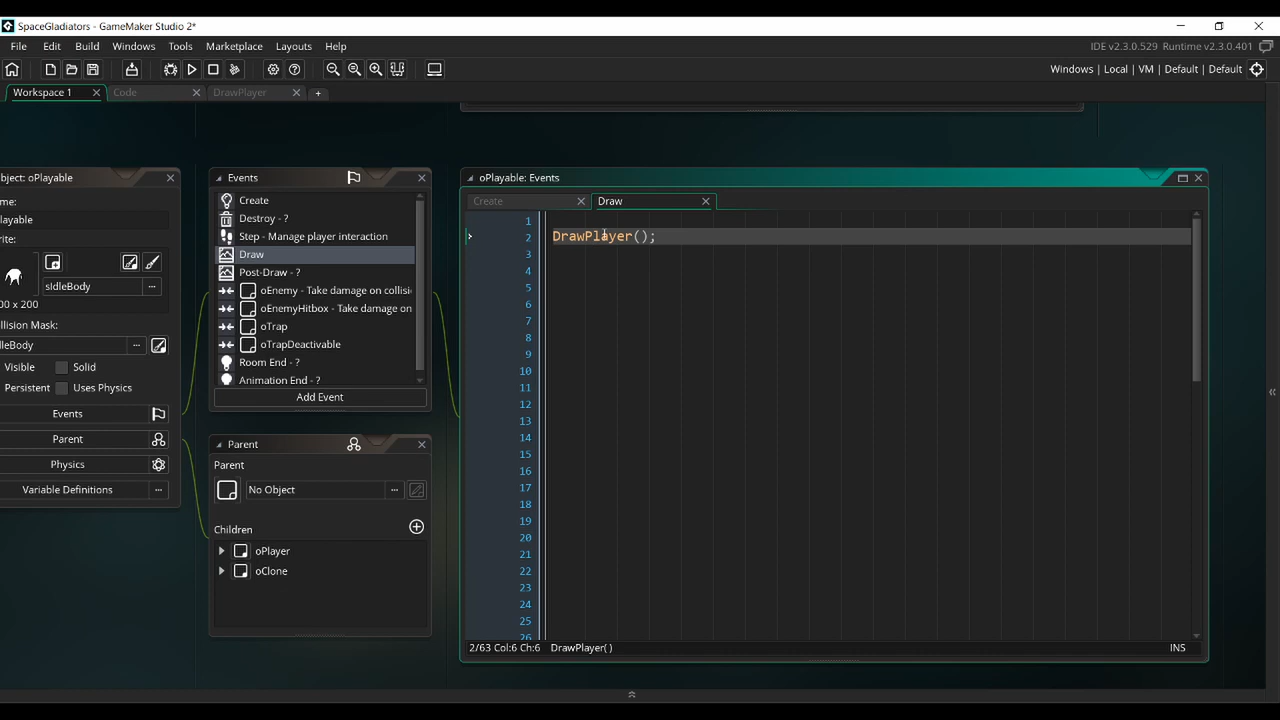 SpaceGladiators - GameMaker Studio 2*
File Edit Build Windows Tools Marketplace Layouts Help
IDE v2.3.0.529 Runtime v2.3.0.401
Windows | Local | VM | Default | Default
Workspace 1 Code DrawPlayer
bject: oPlayable
me:
ayable
rite:
sIdleBody
00 x 200
llision Mask:
dleBody
Visible Solid
Persistent Uses Physics
Events
Parent
Physics
Variable Definitions
Events
Create
Destroy - ?
Step - Manage player interaction
Draw
Post-Draw - ?
oEnemy - Take damage on collisi
oEnemyHitbox - Take damage on
oTrap
oTrapDeactivable
Room End - ?
Animation End - ?
Add Event
Parent
Parent
No Object
Children
oPlayer
oClone
oPlayable: Events
Create Draw
1
2 DrawPlayer();
3
4
5
6
7
8
9
10
11
12
13
14
15
16
17
18
19
20
21
22
23
24
25
26
2/63 Col:6 Ch:6 DrawPlayer() INS